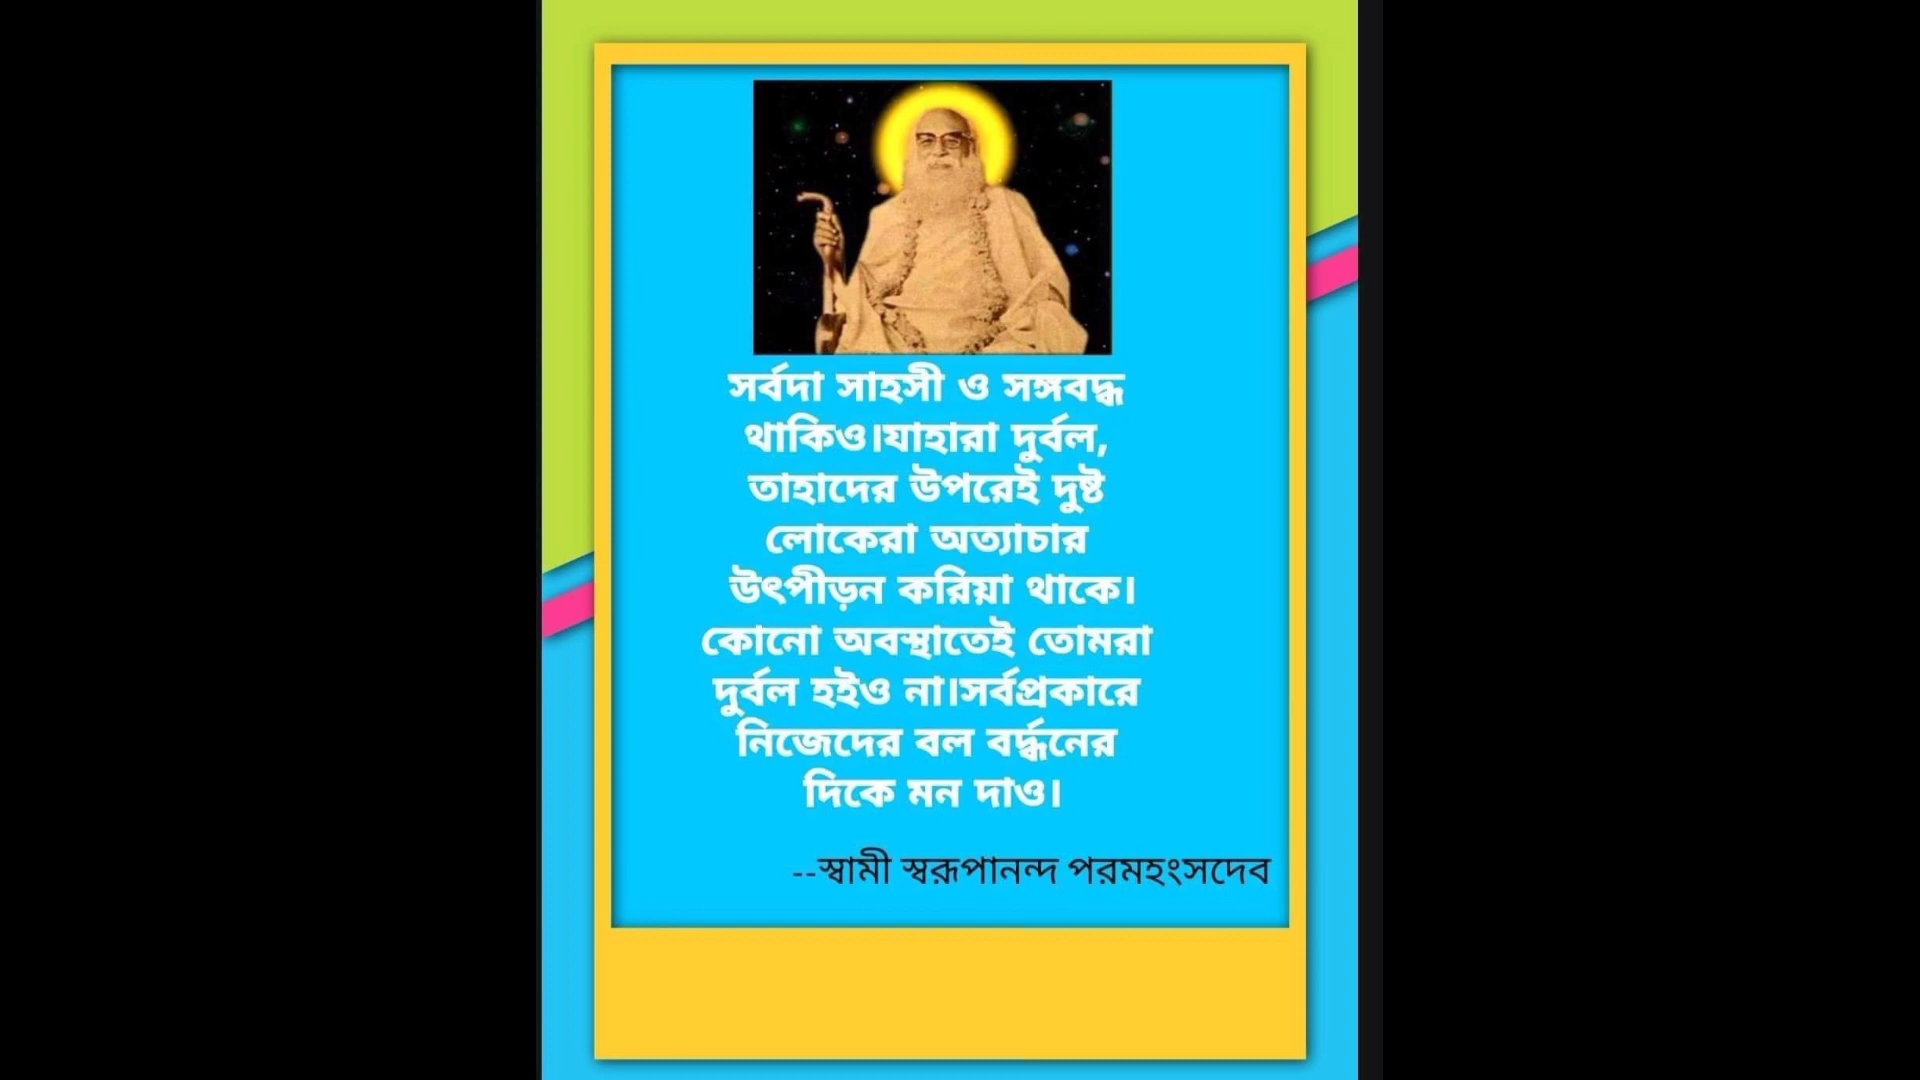 সর্বদা সাহসী ও সঙ্গবদ্ধ
থাকিও।যাহারা দুর্বল,
তাহাদের উপরেই দুষ্ট
লোকেরা অত্যাচার
উৎপীড়ন করিয়া থাকে।
কোনো অবস্থাতেই তোমরা
দুর্বল হইও না।সর্বপ্রকারে
নিজেদের বল বর্দ্ধনের
দিকে মন দাও।
--স্বামী স্বরূপানন্দ পরমহংসদেব